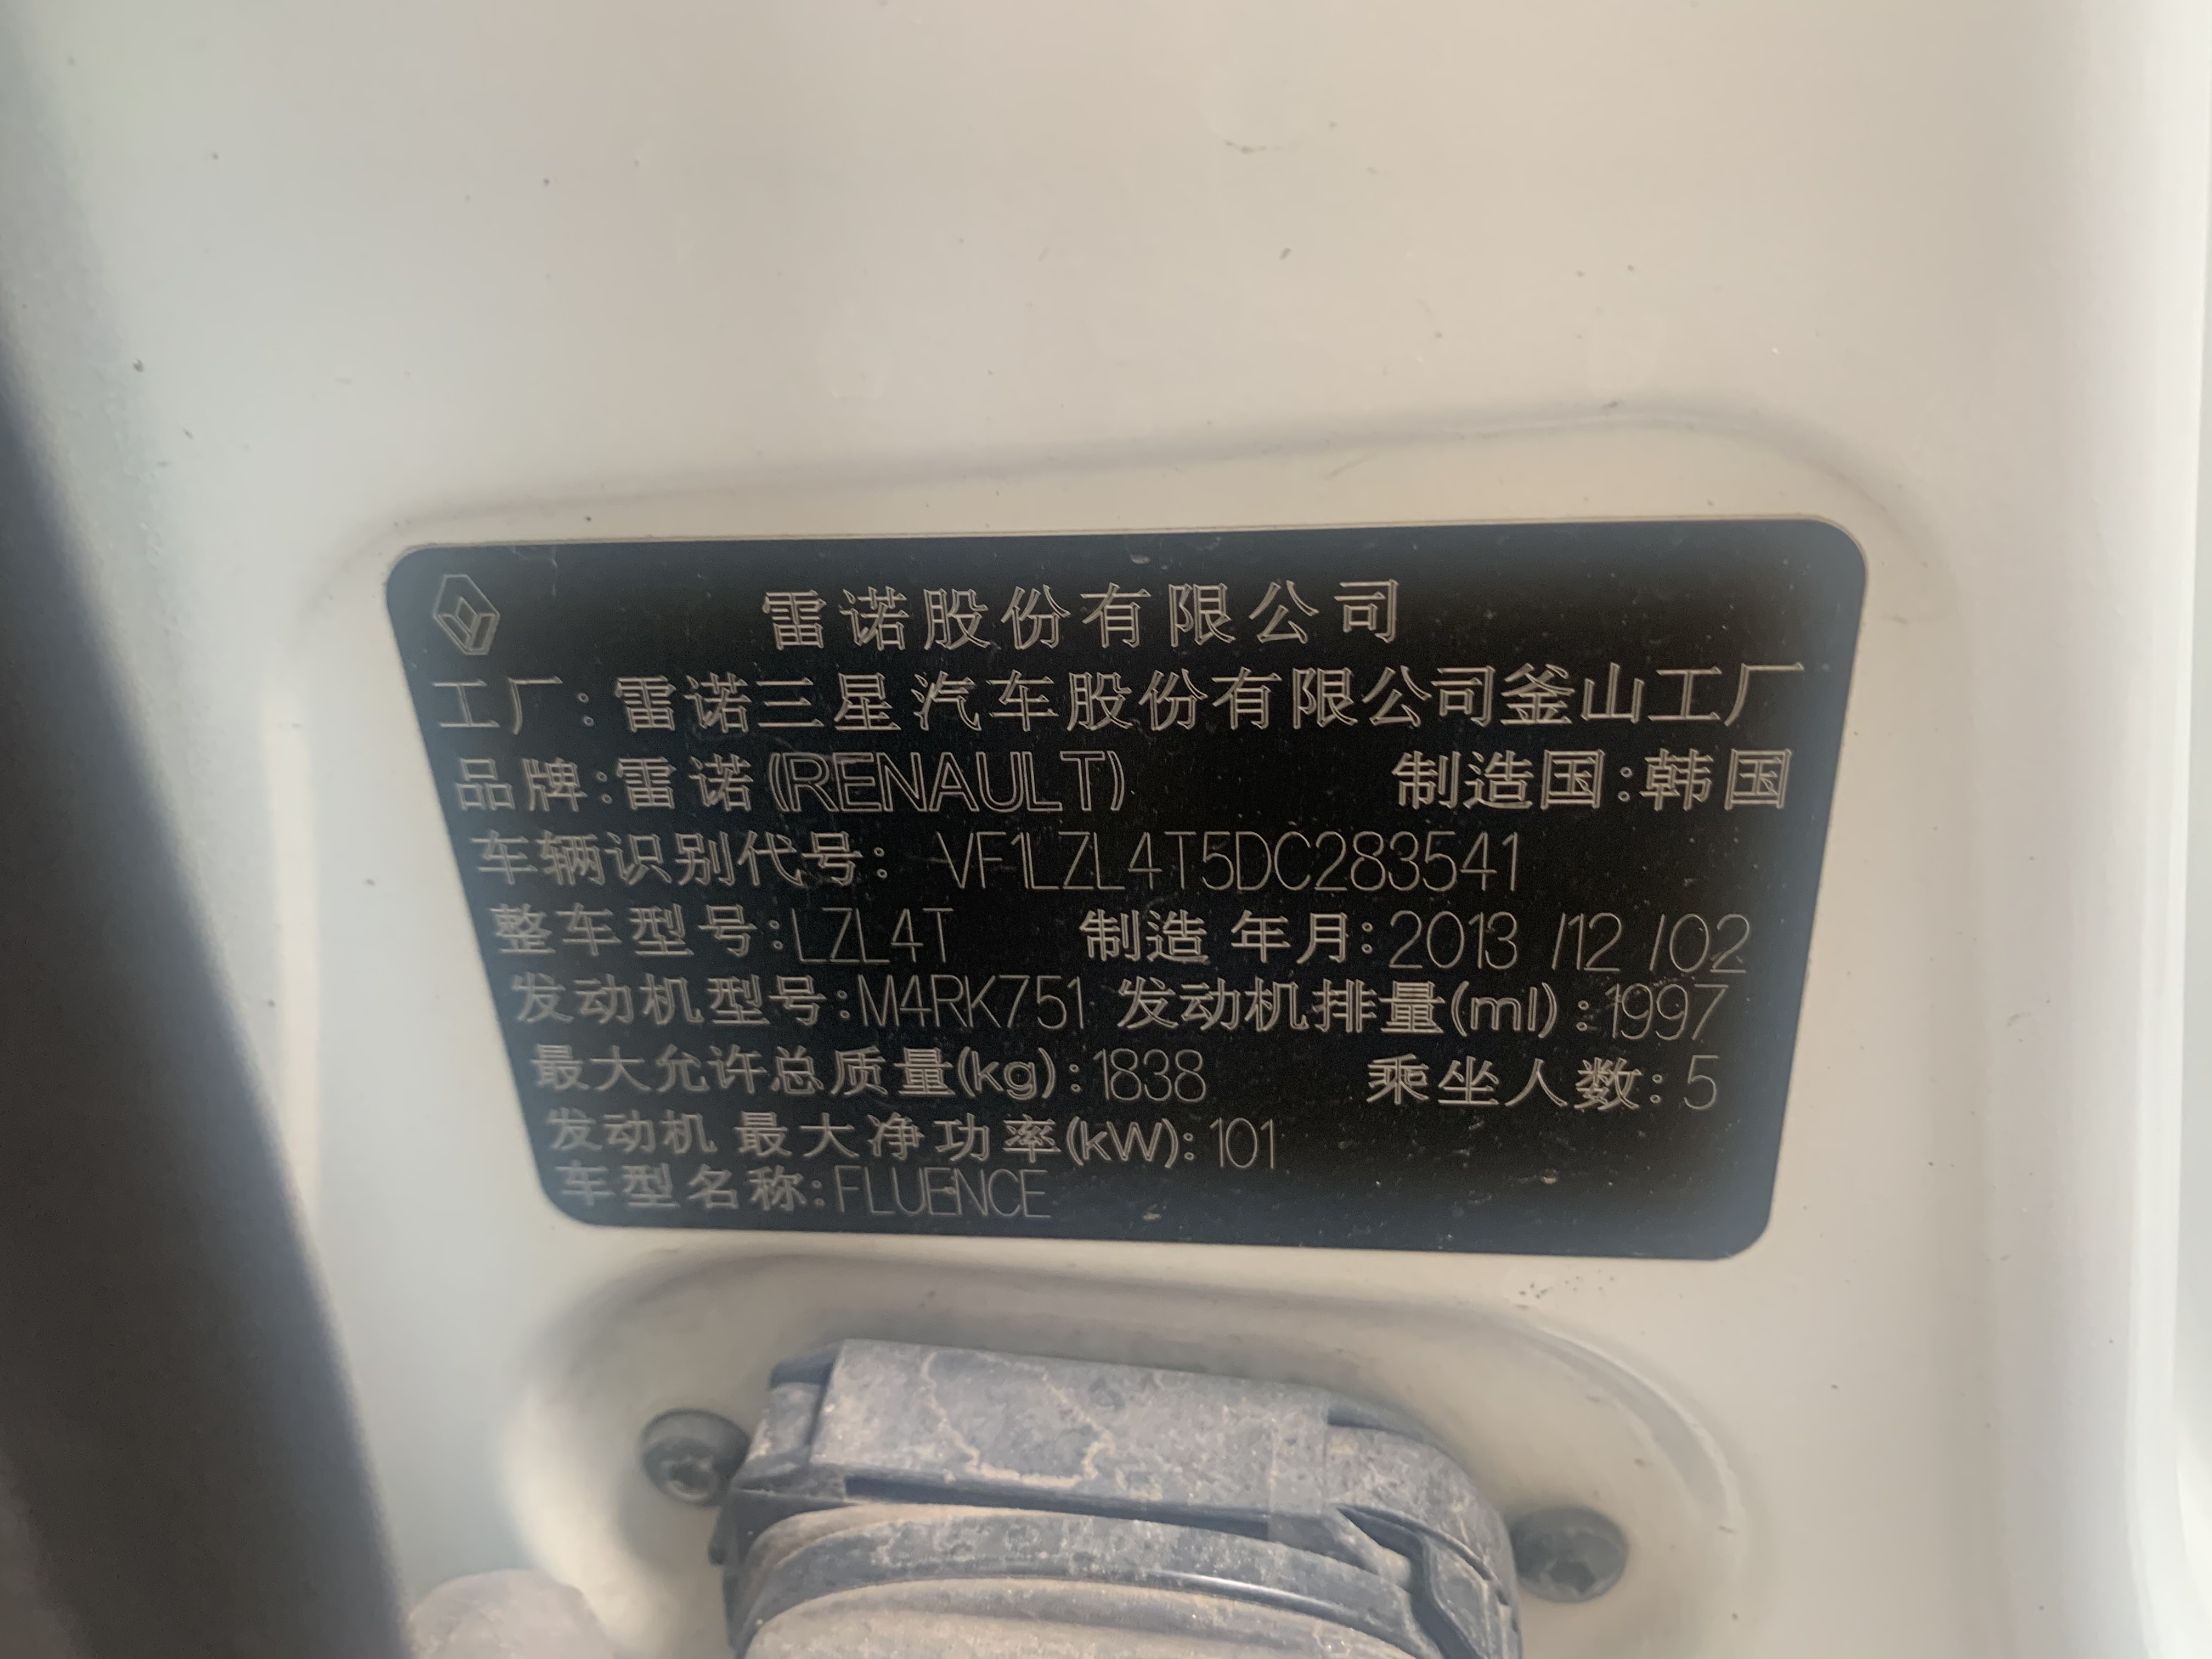 雷诺股份有限公司
工厂:雷诺三星汽车股份有限公司釜山工厂
品牌:雷诺(RENAULT) 制造国:韩国
车辆识别代号: VF1LZL4T5DC283541
整车型号:LZL4T 制造年月:2013 /12 /02
发动机型号:M4RK751 发动机排量(ml):1997
最大允许总质量(kg):1838 乘坐人数:5
发动机最大净功率(kW):101
车型名称:FLUENCE